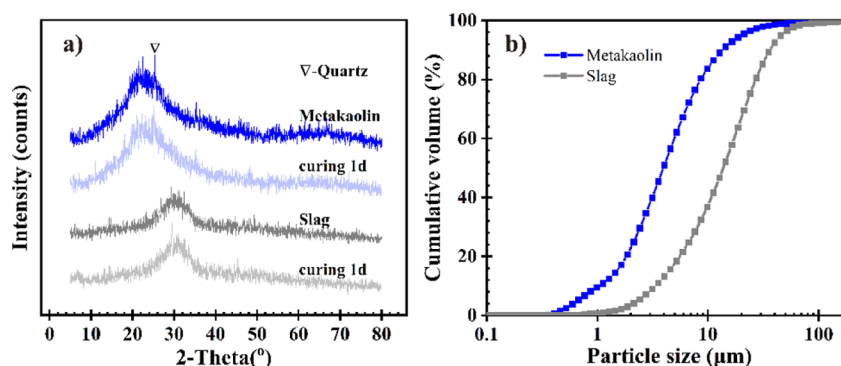 a)
∇
∇-Quartz
Metakaolin
curing 1d
Slag
curing 1d
Intensity (counts)
0 10 20 30 40 50 60 70 80
2-Theta(⁰)
b)
Metakaolin
Slag
Cumulative volume (%)
100
80
60
40
20
0
0.1 1 10 100
Particle size (μm)